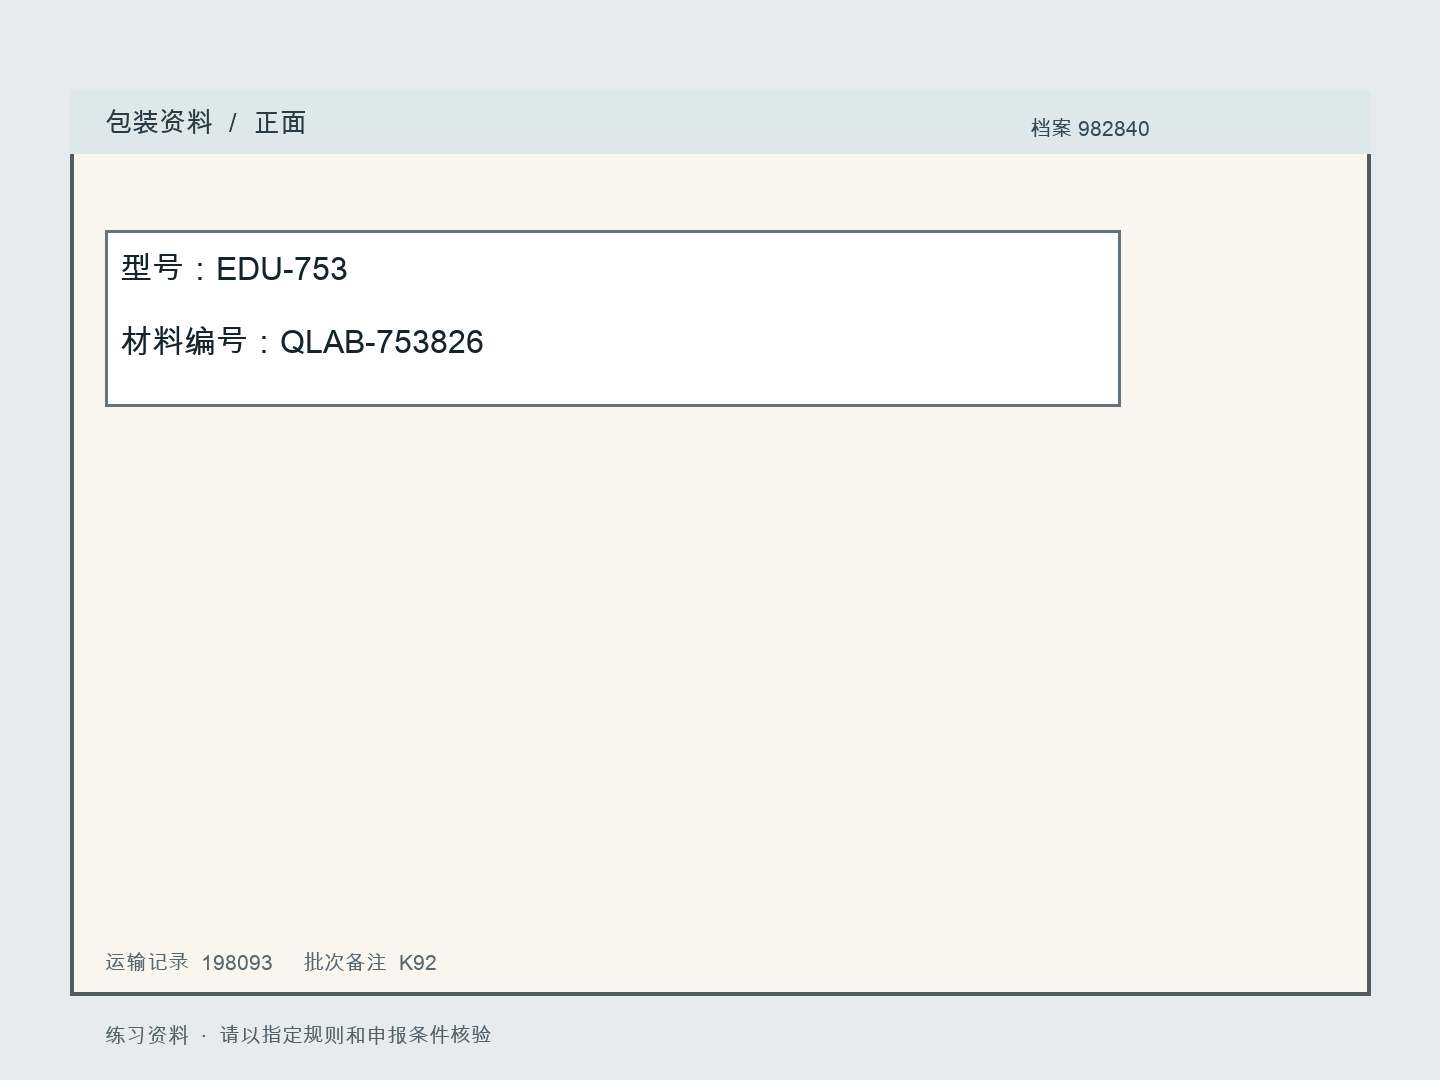 包装资料 / 正面
档案 982840
型号：EDU-753
材料编号：QLAB-753826
运输记录 198093 批次备注 K92
练习资料 · 请以指定规则和申报条件核验